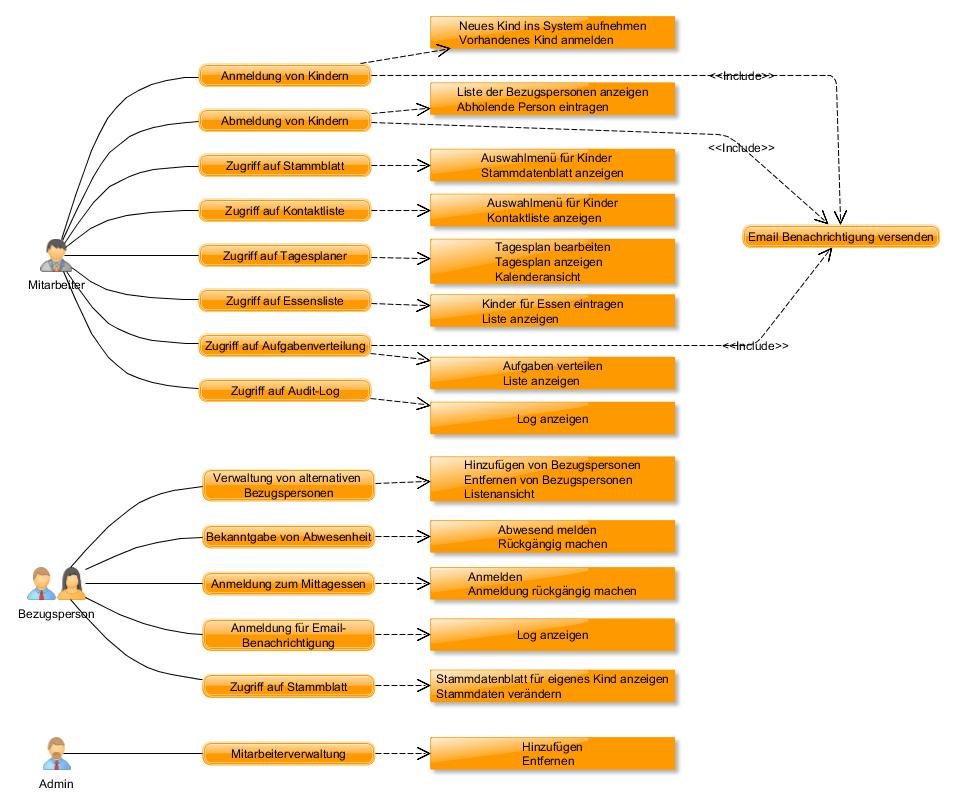 Neues Kind ins System aufnehmen
Vorhandenes Kind anmelden
Anmeldung von Kindern
<<Include>>
Liste der Bezugspersonen anzeigen
Abholende Person eintragen
Abmeldung von Kindern
<<Include>>
Zugriff auf Stammblatt
Auswahlmenü für Kinder
Stammdatenblatt anzeigen
Zugriff auf Kontaktliste
Auswahlmenü für Kinder
Kontaktliste anzeigen
Email Benachrichtigung versenden
Mitarbeiter
Zugriff auf Tagesplaner
Tagesplan bearbeiten
Tagesplan anzeigen
Kalenderansicht
Zugriff auf Essensliste
Kinder für Essen eintragen
Liste anzeigen
Zugriff auf Aufgabenverteilung
<<Include>>
Aufgaben verteilen
Liste anzeigen
Zugriff auf Audit-Log
Log anzeigen
Verwaltung von alternativen
Bezugspersonen
Hinzufügen von Bezugspersonen
Entfernen von Bezugspersonen
Listenansicht
Bekanntgabe von Abwesenheit
Abwesend melden
Rückgängig machen
Bezugsperson
Anmeldung zum Mittagessen
Anmelden
Anmeldung rückgängig machen
Anmeldung für Email-
Benachrichtigung
Log anzeigen
Zugriff auf Stammblatt
Stammdatenblatt für eigenes Kind anzeigen
Stammdaten verändern
Admin
Mitarbeiterverwaltung
Hinzufügen
Entfernen